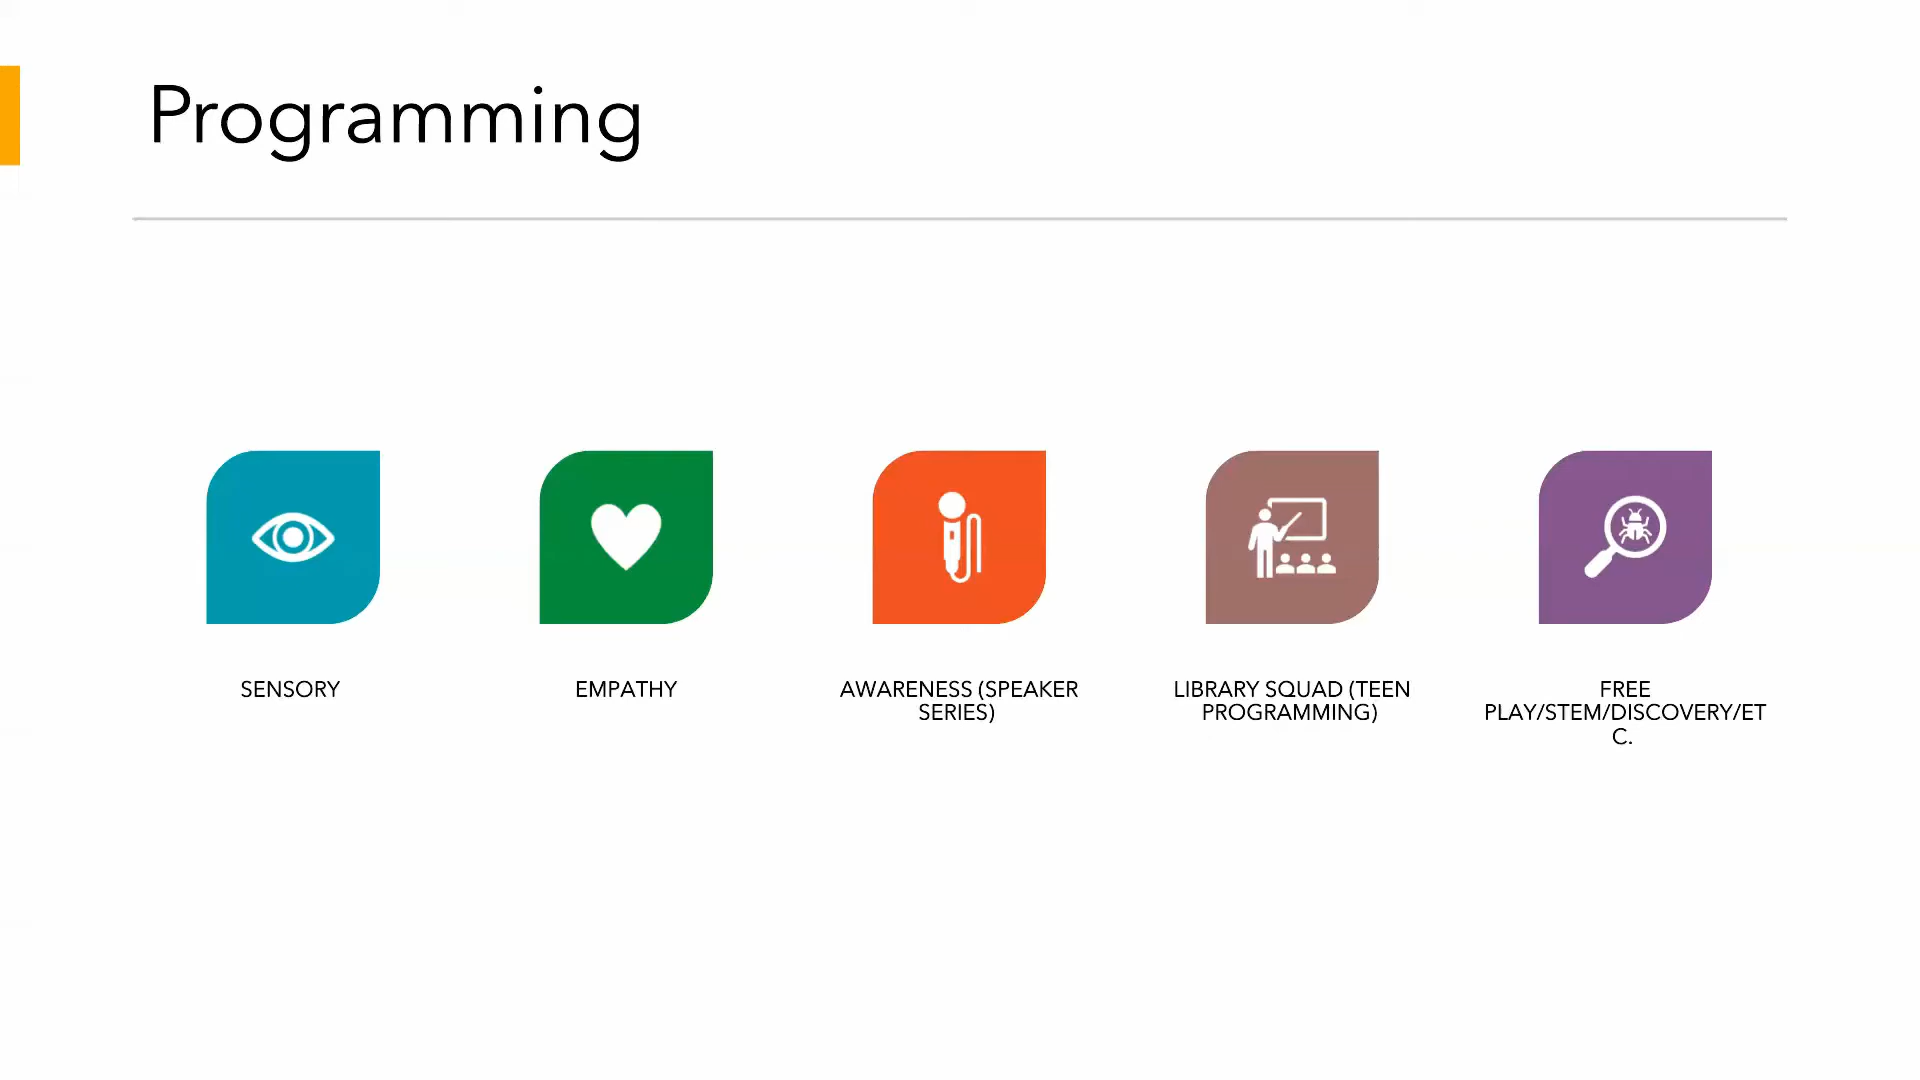 Programming
SENSORY
EMPATHY
AWARENESS (SPEAKER
SERIES)
LIBRARY SQUAD (TEEN
PROGRAMMING)
FREE
PLAY/STEM/DISCOVERY/ET
C.